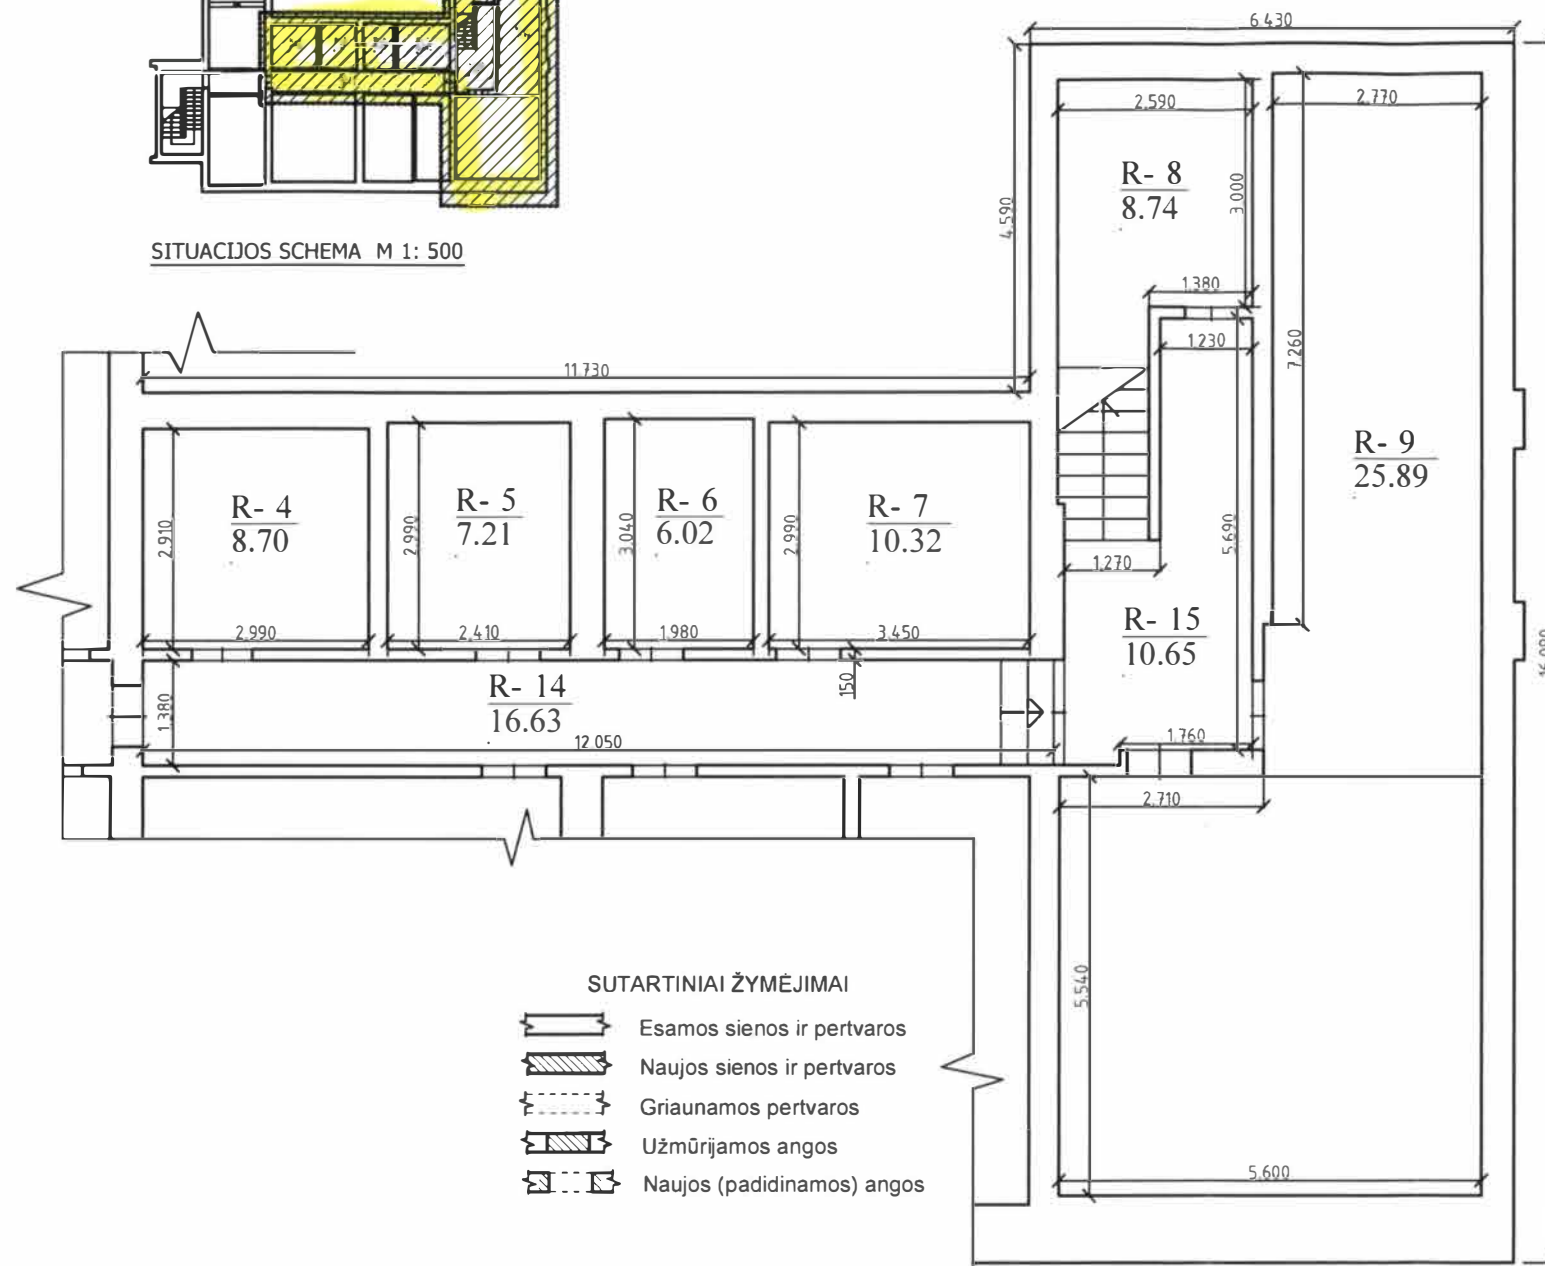 SITUACIJOS SCHEMA M 1: 500
6.430
2.590
2.770
4.590
R- 8
8.74
3.000
1.380
1.230
7.260
11.730
R- 4
8.70
2.910
2.990
R- 5
7.21
2.990
2.410
R- 6
6.02
3.040
1.980
R- 7
10.32
2.990
3.450
R- 9
25.89
5.690
1.270
R- 15
10.65
R- 14
16.63
1.380
150
12.050
1.760
2.710
5.540
5.600
SUTARTINIAI ŽYMĖJIMAI
Esamos sienos ir pertvaros
Naujos sienos ir pertvaros
Griaunamos pertvaros
Užmūrijamos angos
Naujos (padidinamos) angos